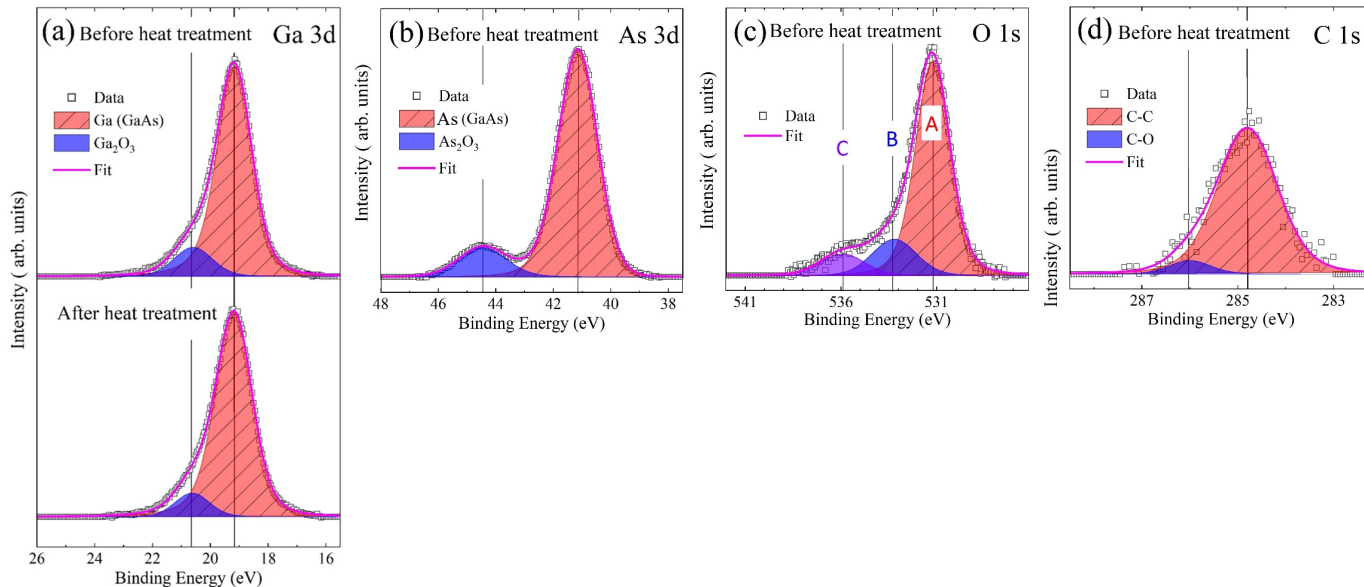 (a) Ga 3d
Before heat treatment
Data
Ga (GaAs)
Ga₂O₃
Fit
After heat treatment
Intensity ( arb. units)
26 24 22 20 18 16
Binding Energy (eV)
(b) As 3d
Before heat treatment
Data
As (GaAs)
As₂O₃
Fit
Intensity ( arb. units)
48 46 44 42 40 38
Binding Energy (eV)
(c) O 1s
Before heat treatment
Data
Fit
A
B
C
Intensity ( arb. units)
541 536 531
Binding Energy (eV)
(d) C 1s
Before heat treatment
Data
C-C
C-O
Fit
Intensity ( arb. units)
287 285 283
Binding Energy (eV)